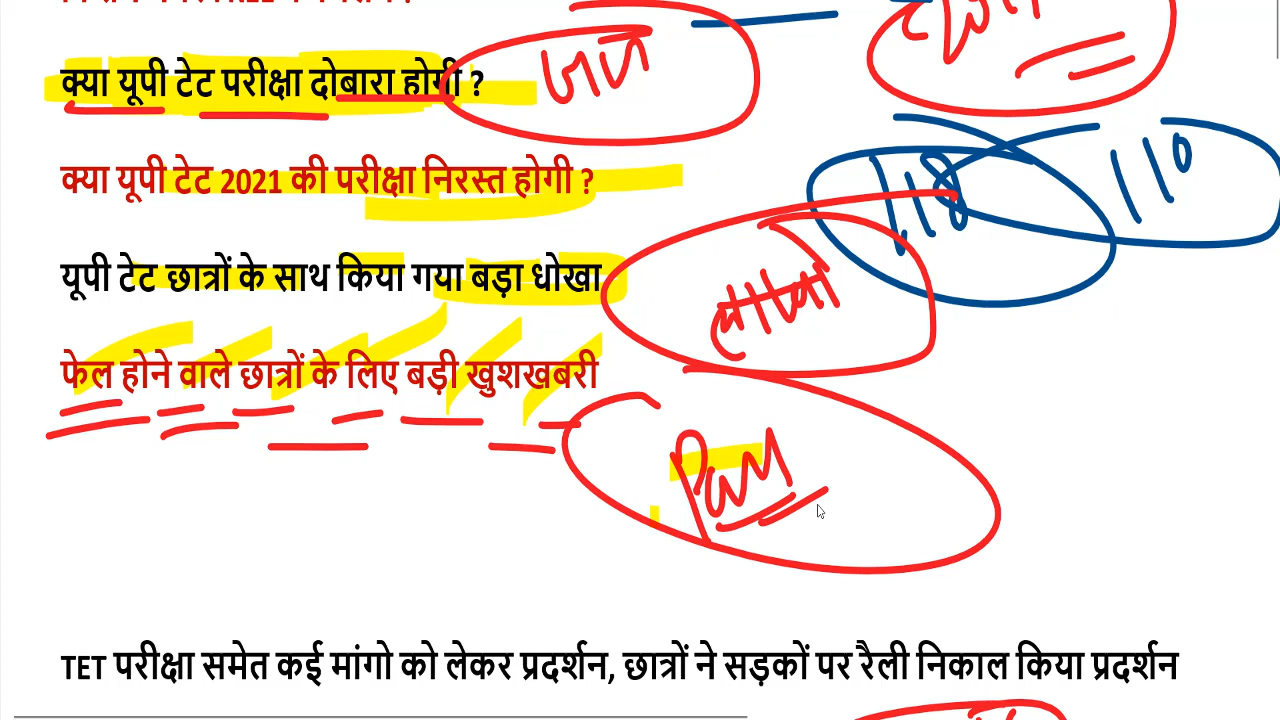 क्या यूपी टेट परीक्षा दोबारा होगी ?
118 110
क्या यूपी टेट 2021 की परीक्षा निरस्त होगी ?
यूपी टेट छात्रों के साथ किया गया बड़ा धोखा
लाखों
फेल होने वाले छात्रों के लिए बड़ी खुशखबरी
TET परीक्षा समेत कई मांगो को लेकर प्रदर्शन, छात्रों ने सड़कों पर रैली निकाल किया प्रदर्शन